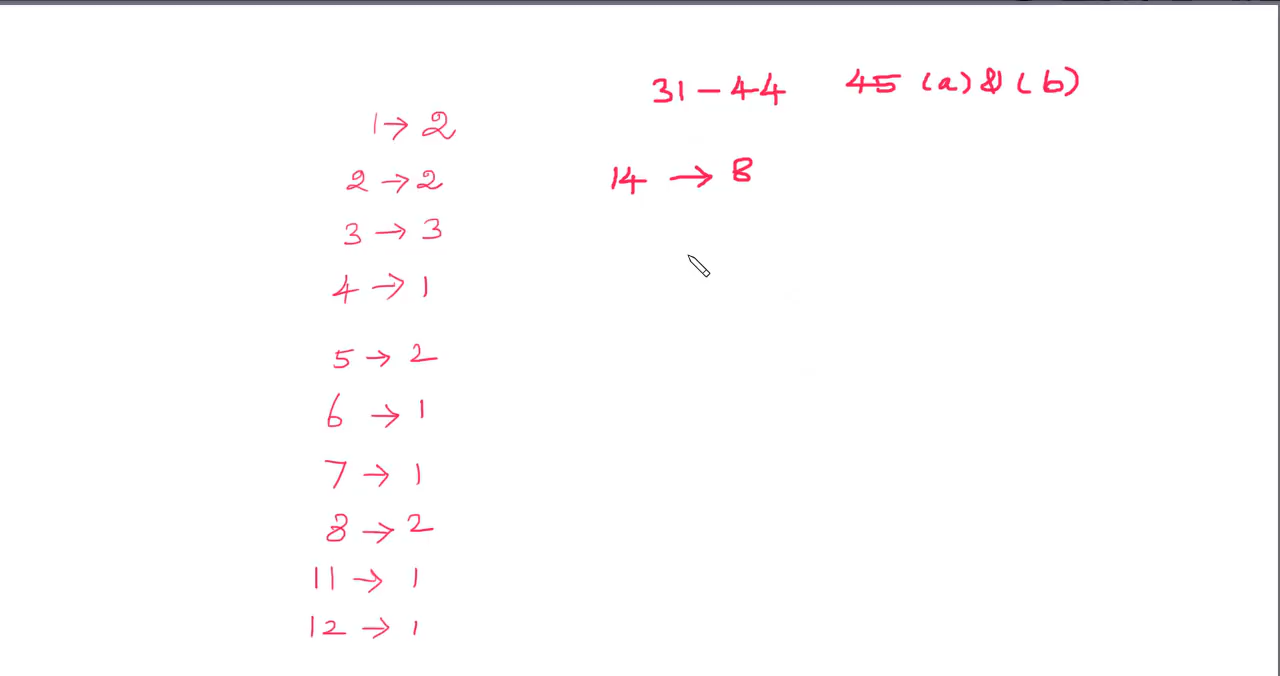 31 - 44 45 (a) & (b)
1 → 2
14 → 8
2 → 2
3 → 3
4 → 1
5 → 2
6 → 1
7 → 1
8 → 2
11 → 1
12 → 1